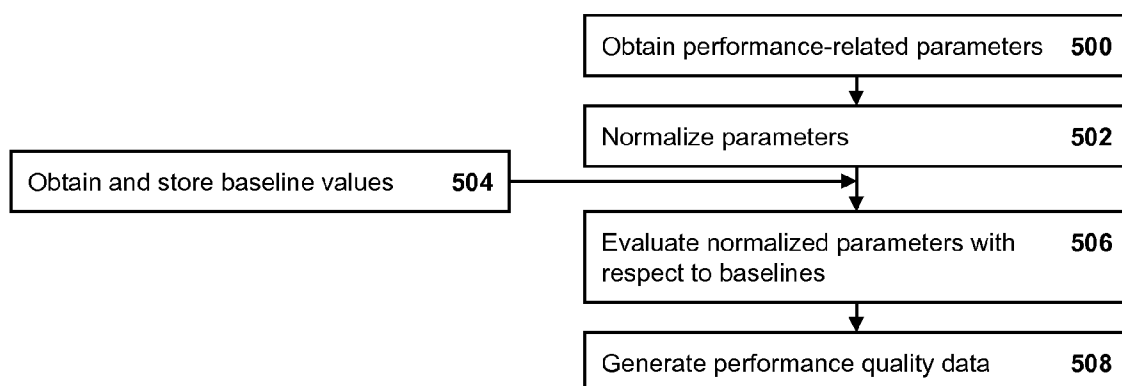 Obtain performance-related parameters 500
Normalize parameters 502
Obtain and store baseline values 504
Evaluate normalized parameters with 506
respect to baselines
Generate performance quality data 508